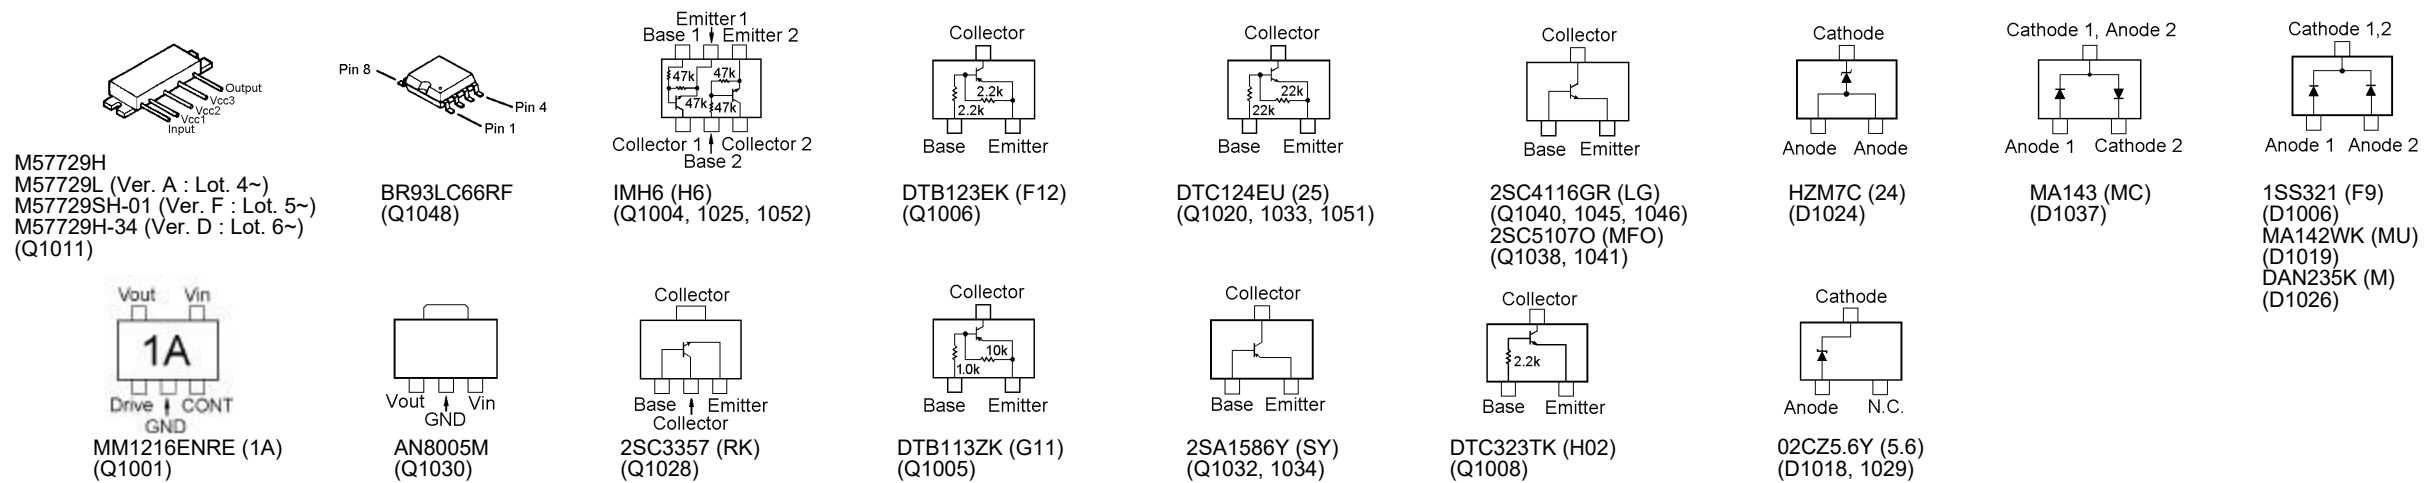 Output
Vcc3
Vcc2
Vcc1
Input
M57729H
M57729L (Ver. A : Lot. 4~)
M57729SH-01 (Ver. F : Lot. 5~)
M57729H-34 (Ver. D : Lot. 6~)
(Q1011)
Pin 8
Pin 4
Pin 1
BR93LC66RF
(Q1048)
Emitter 1
Base 1 Emitter 2
47k 47k
47k 47k
Collector 1 Collector 2
Base 2
IMH6 (H6)
(Q1004, 1025, 1052)
Collector
2.2k
2.2k
Base Emitter
DTB123EK (F12)
(Q1006)
Collector
22k
22k
Base Emitter
DTC124EU (25)
(Q1020, 1033, 1051)
Collector
Base Emitter
2SC4116GR (LG)
(Q1040, 1045, 1046)
2SC5107O (MFO)
(Q1038, 1041)
Cathode
Anode Anode
HZM7C (24)
(D1024)
Cathode 1, Anode 2
Anode 1 Cathode 2
MA143 (MC)
(D1037)
Cathode 1,2
Anode 1 Anode 2
1SS321 (F9)
(D1006)
MA142WK (MU)
(D1019)
DAN235K (M)
(D1026)
Vout Vin
1A
Drive CONT
GND
MM1216ENRE (1A)
(Q1001)
Vout Vin
GND
AN8005M
(Q1030)
Collector
Base Emitter
Collector
2SC3357 (RK)
(Q1028)
Collector
10k
1.0k
Base Emitter
DTB113ZK (G11)
(Q1005)
Collector
Base Emitter
2SA1586Y (SY)
(Q1032, 1034)
Collector
2.2k
Base Emitter
DTC323TK (H02)
(Q1008)
Cathode
Anode N.C.
02CZ5.6Y (5.6)
(D1018, 1029)